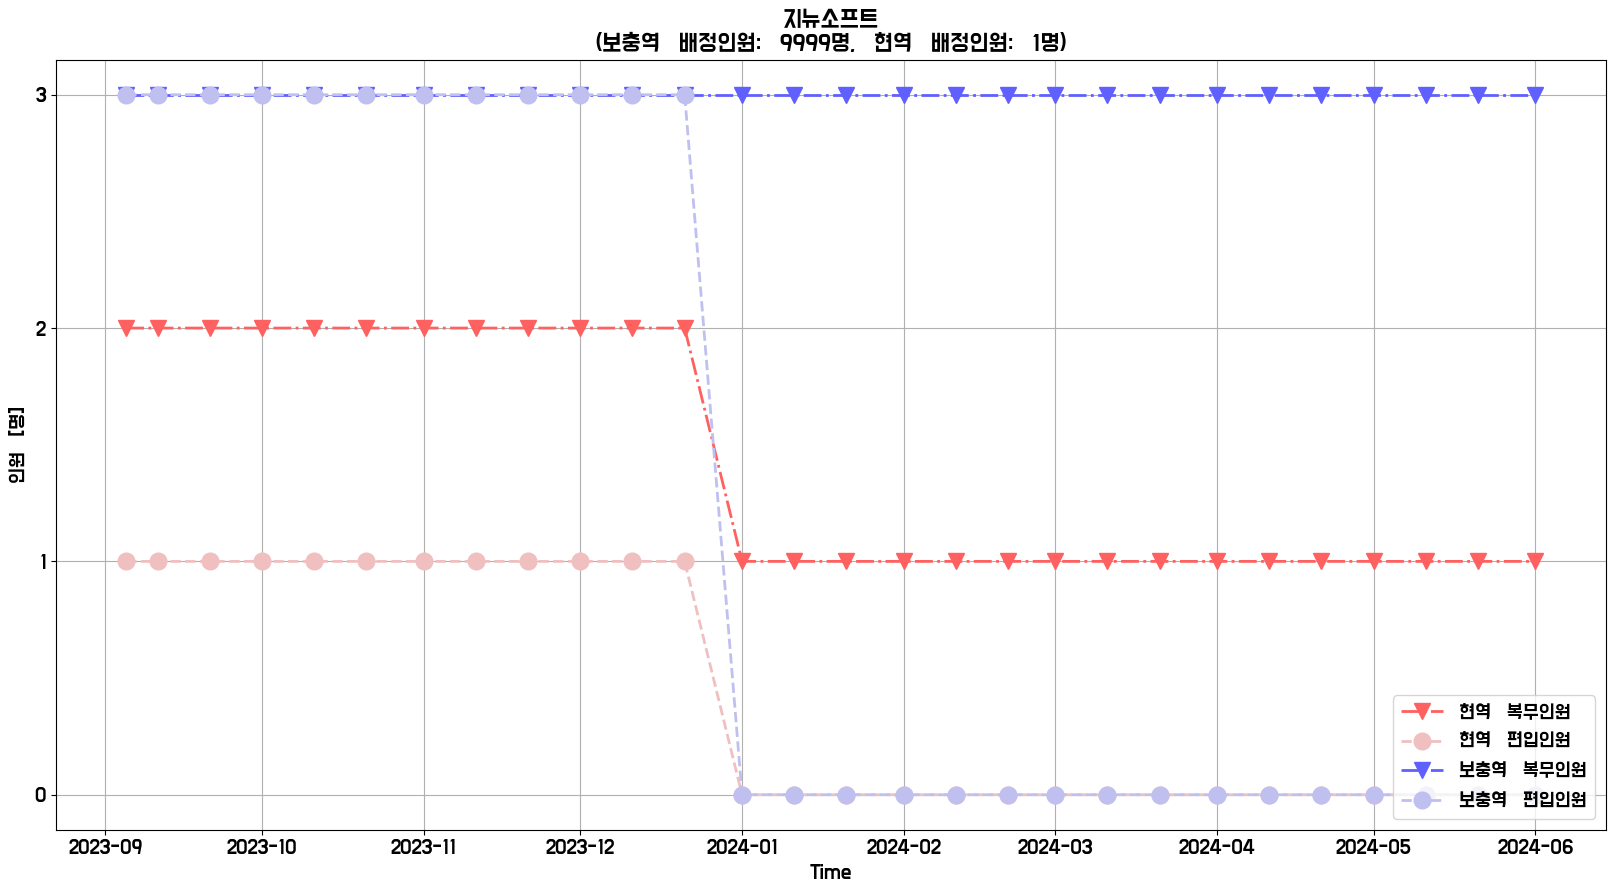 지뉴소프트
(보충역 배정인원: 9999명, 현역 배정인원: 1명)
3
2
1
0
인원 [명]
2023-09 2023-10 2023-11 2023-12 2024-01 2024-02 2024-03 2024-04 2024-05 2024-06
Time
현역 복무인원
현역 편입인원
보충역 복무인원
보충역 편입인원